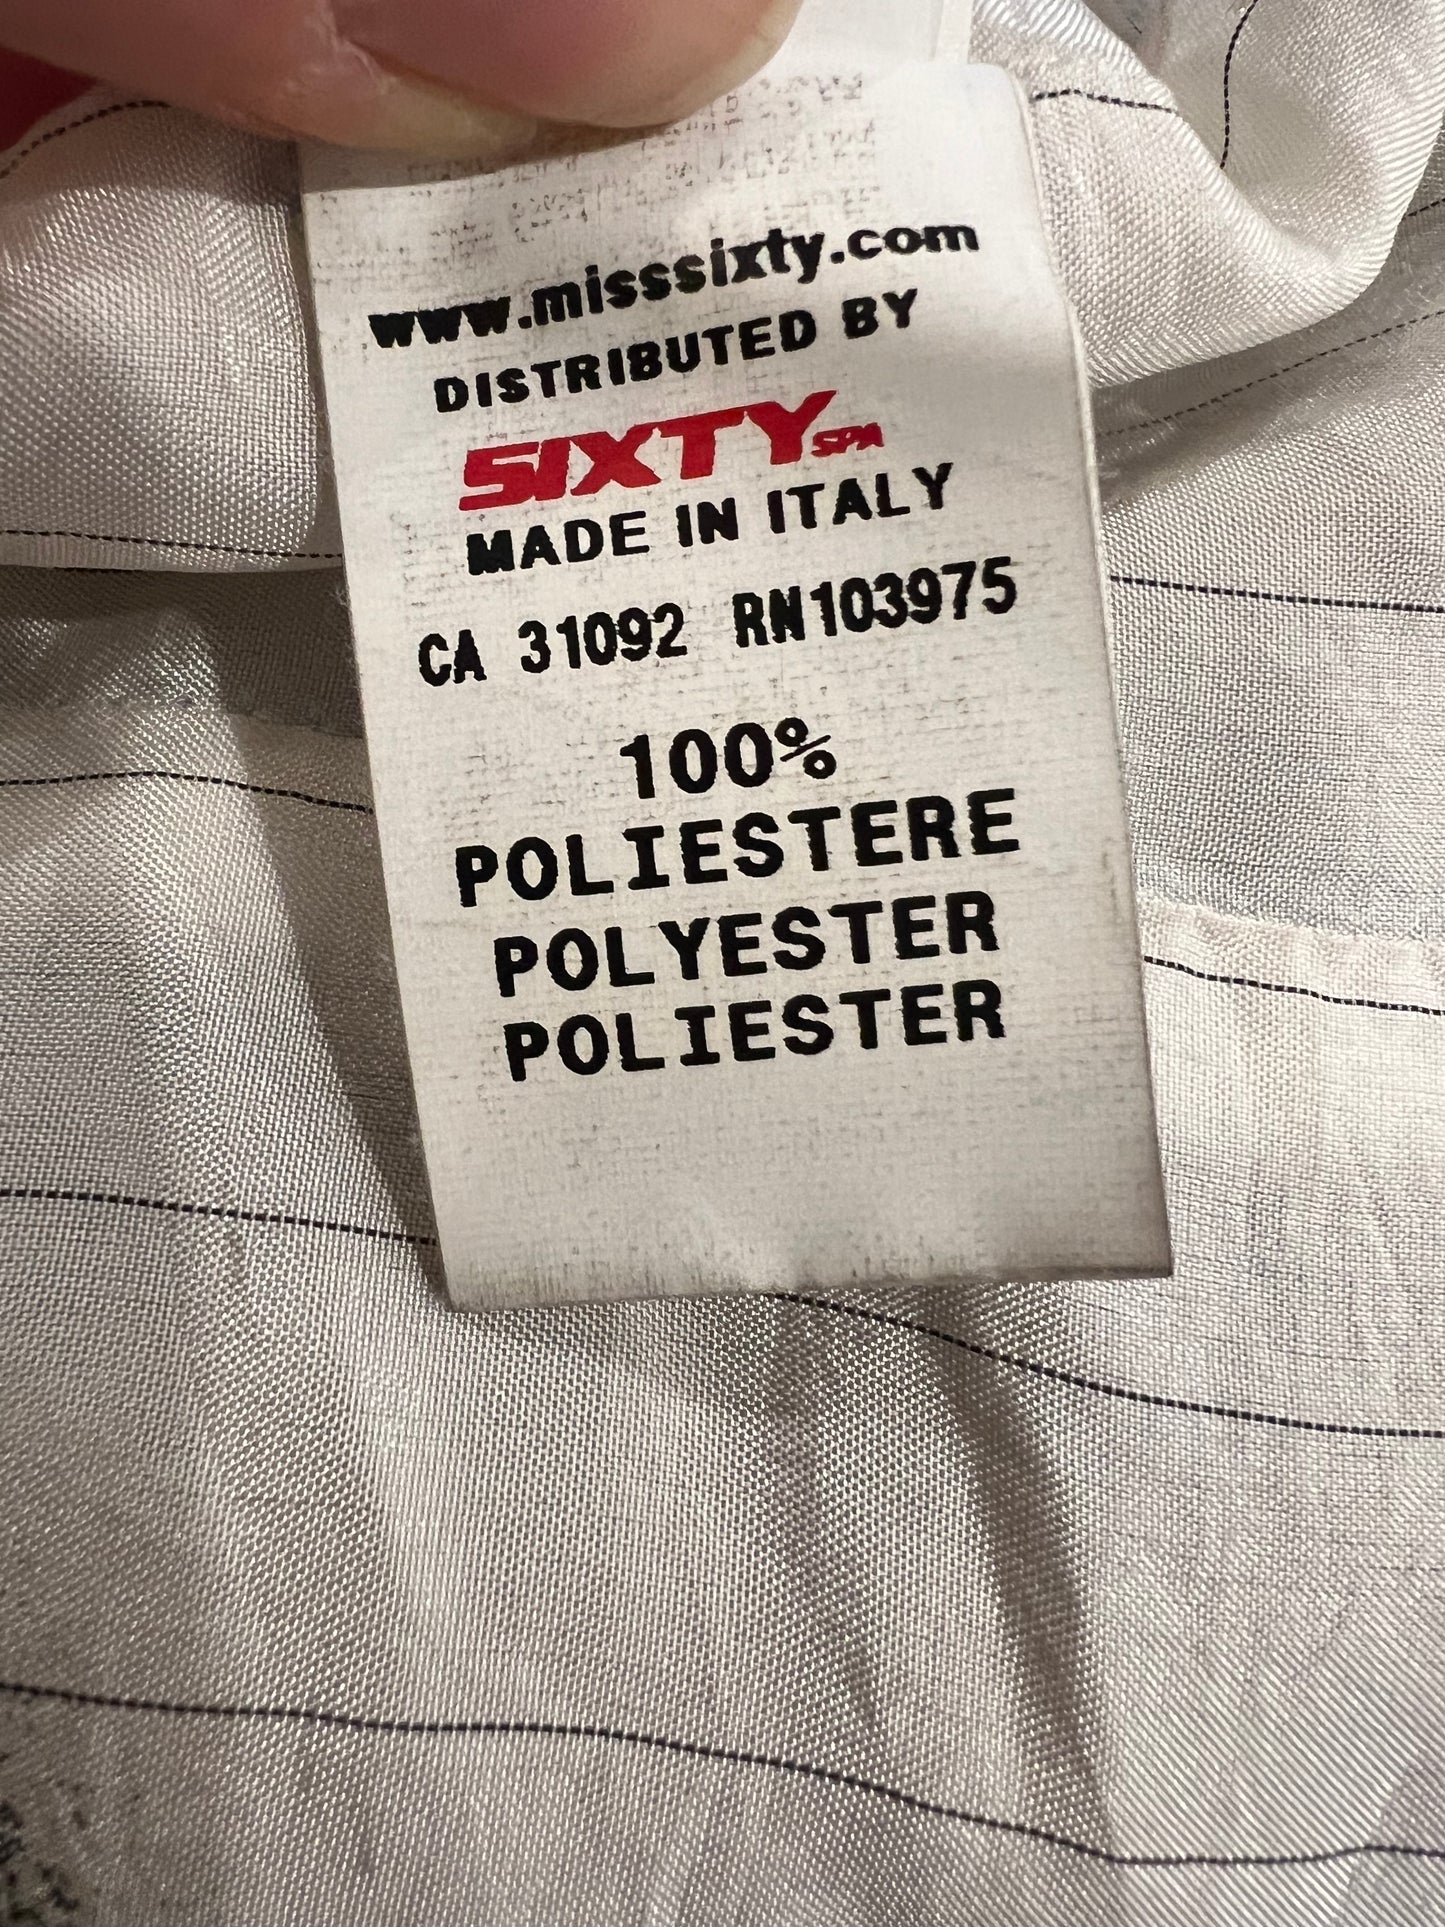 www.misssixty.com
DISTRIBUTED BY
SIXTY SPA
MADE IN ITALY
CA 31092 RN103975
100%
POLIESTERE
POLYESTER
POLIESTER